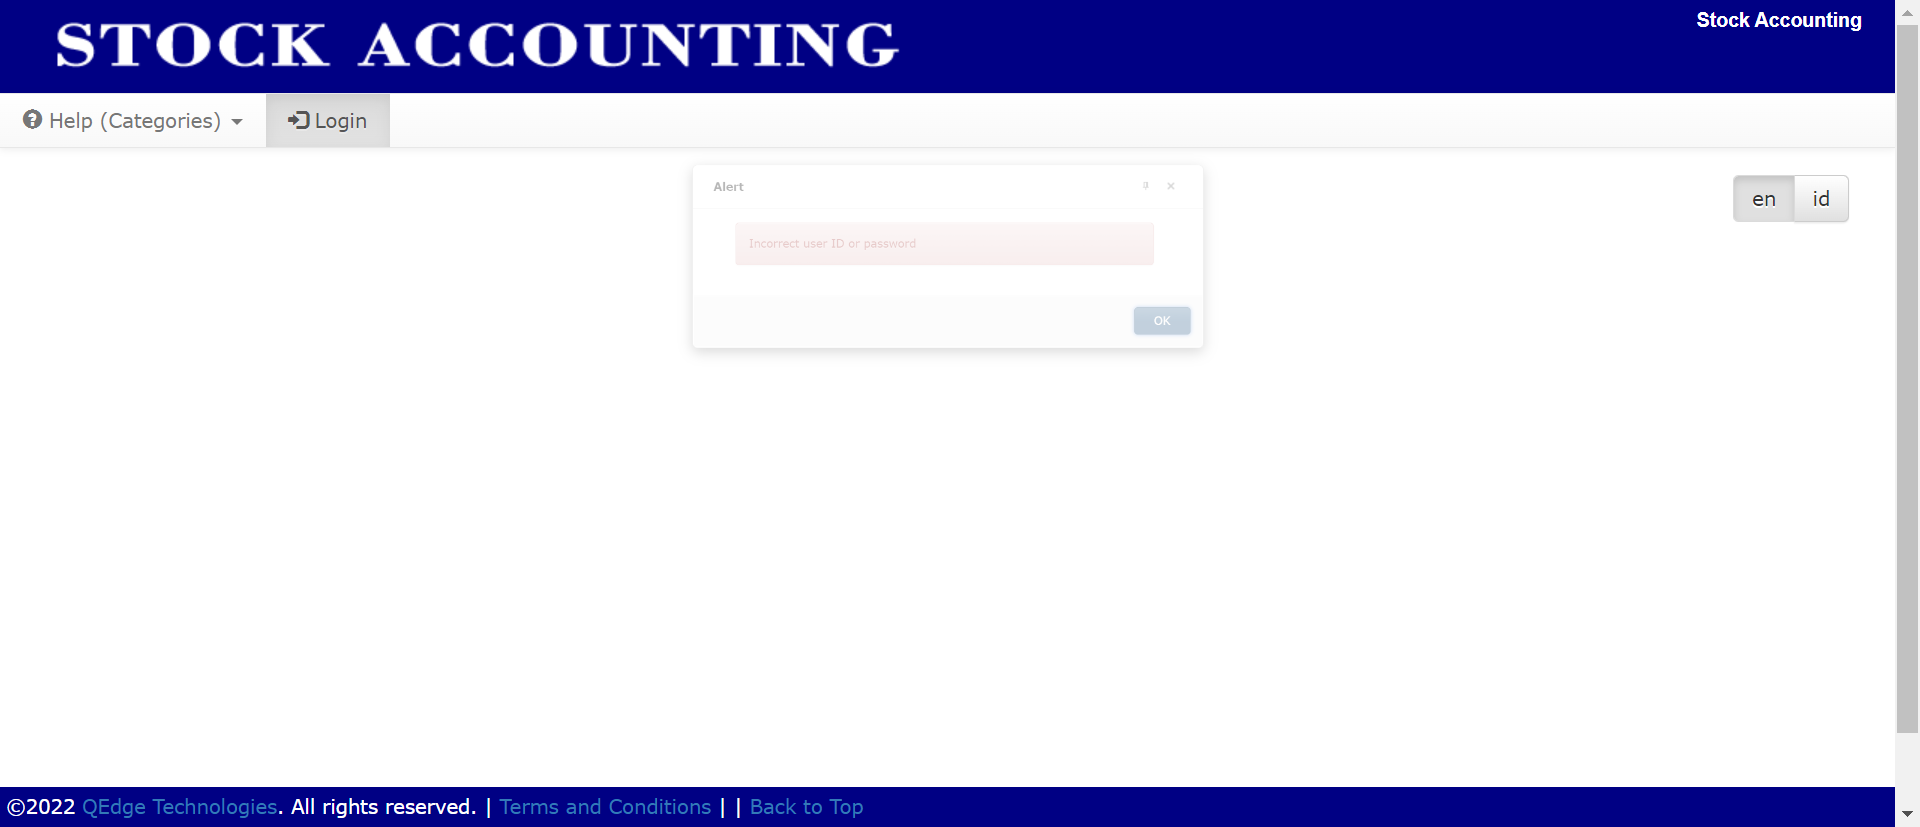 STOCK ACCOUNTING
Stock Accounting
Help (Categories)
Login
Alert
en
id
Incorrect user ID or password
OK
©2022 QEdge Technologies. All rights reserved. | Terms and Conditions | | Back to Top